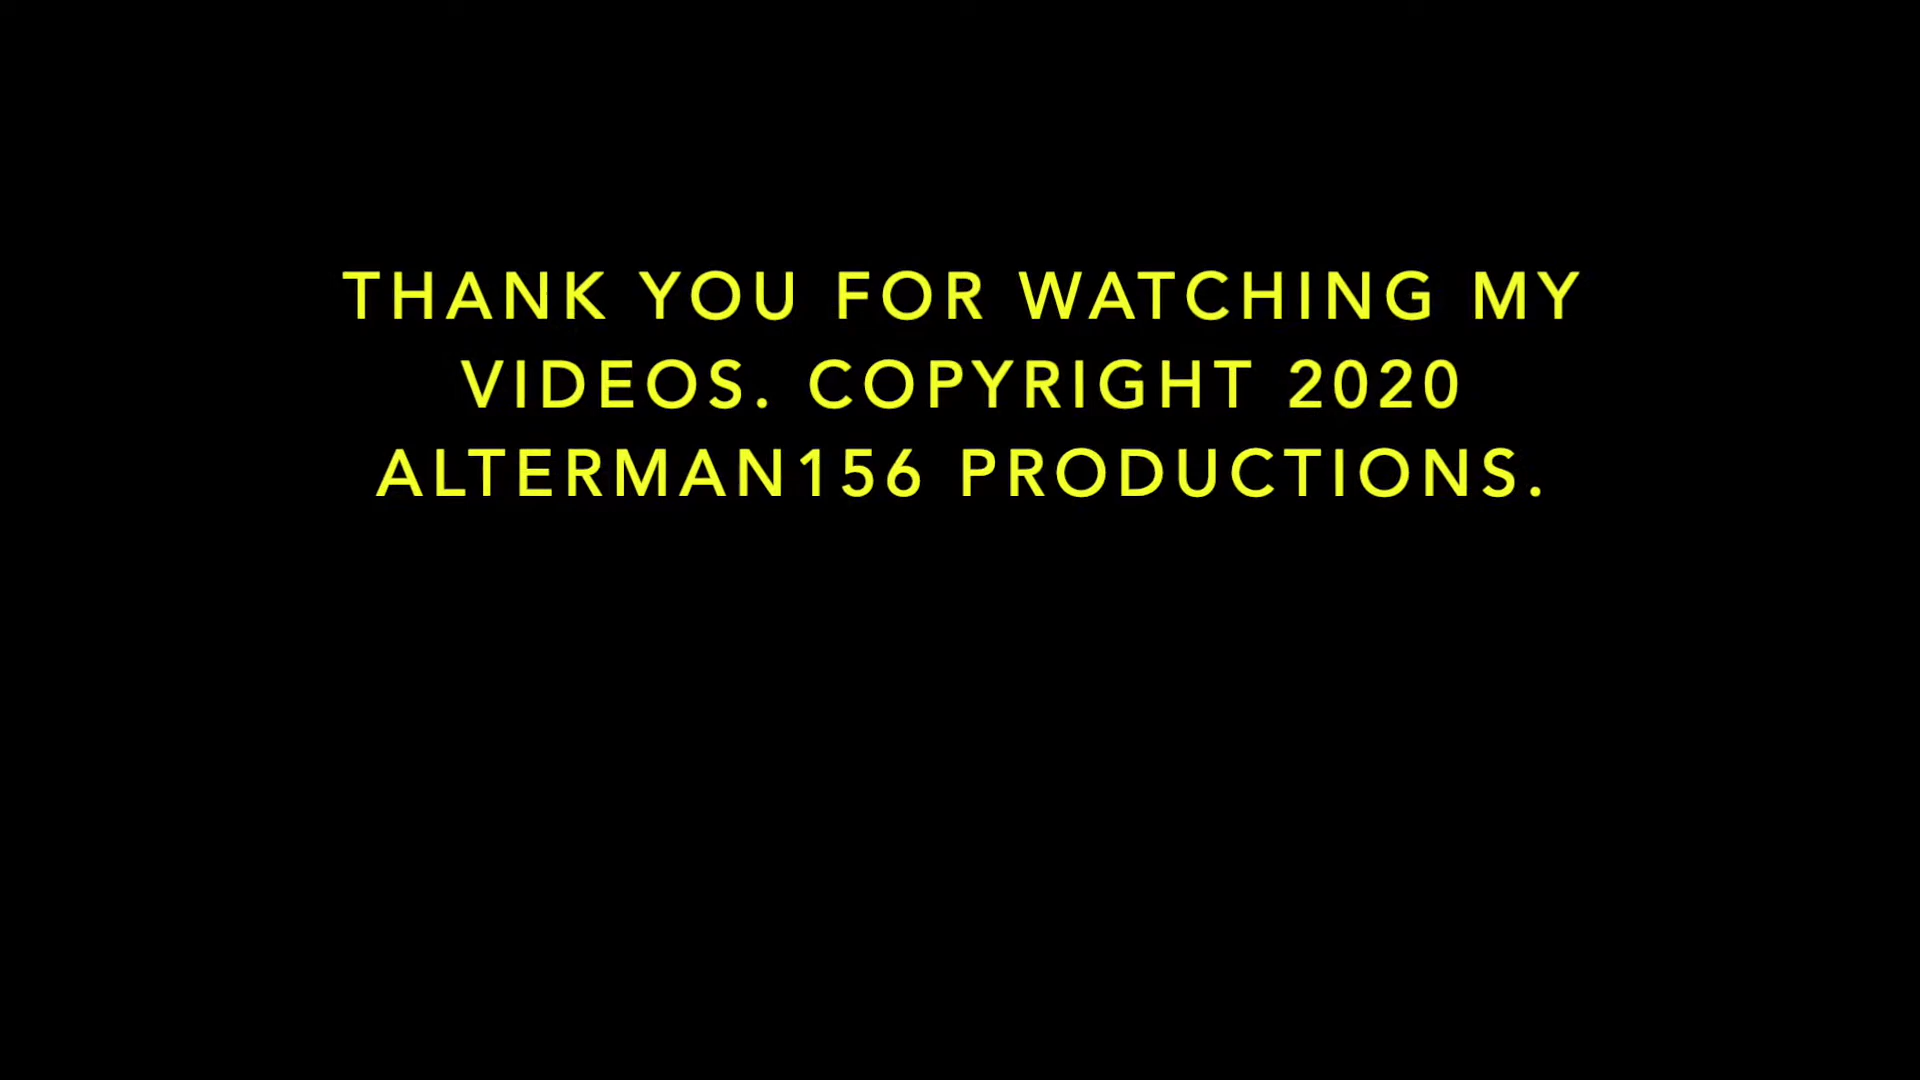 THANK YOU FOR WATCHING MY
VIDEOS. COPYRIGHT 2020
ALTERMAN156 PRODUCTIONS.